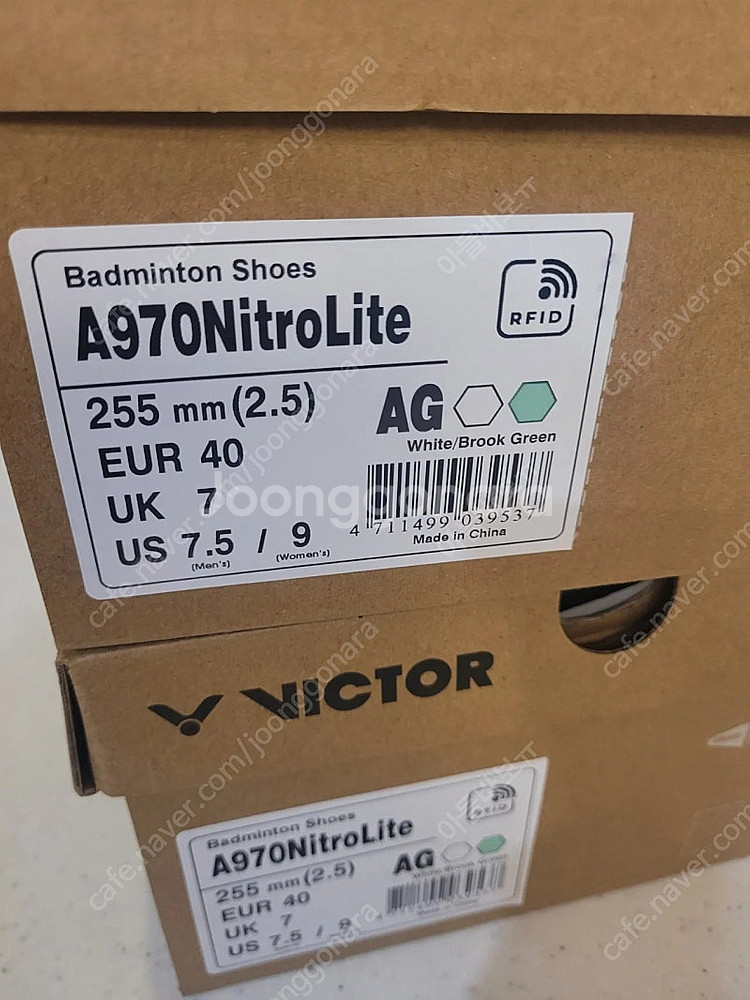 Badminton Shoes
A970NitroLite
RFID
255 mm (2.5)
AG
EUR 40
White/Brook Green
UK 7
US 7.5 / 9
(Men's) (Women's)
4 711499 039537
Made in China
VICTOR
Badminton Shoes
A970NitroLite
RFID
255 mm (2.5)
AG
EUR 40
UK 7
US 7.5 / 9
Joonggonara
cafe.naver.com/joonggonara